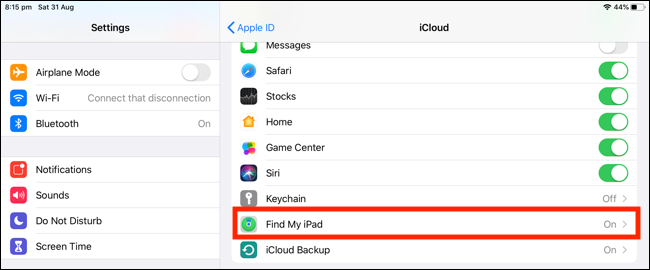 8:15 pm Sat 31 Aug 44%
Settings
Airplane Mode
Wi-Fi Connect that disconnection
Bluetooth On
Notifications
Sounds
Do Not Disturb
Screen Time
Apple ID iCloud
Messages
Safari
Stocks
Home
Game Center
Siri
Keychain Off
Find My iPad On
iCloud Backup On